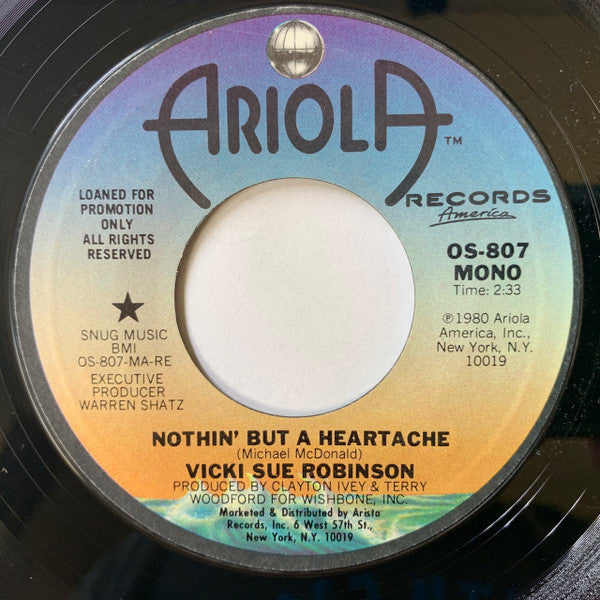 ARIOLA™
RECORDS
America
LOANED FOR
PROMOTION
ONLY
ALL RIGHTS
RESERVED
OS-807
MONO
Time: 2:33
℗ 1980 Ariola
America, Inc.,
New York, N.Y.
10019
★
SNUG MUSIC
BMI
OS-807-MA-RE
EXECUTIVE
PRODUCER
WARREN SHATZ
NOTHIN' BUT A HEARTACHE
(Michael McDonald)
VICKI SUE ROBINSON
PRODUCED BY CLAYTON IVEY & TERRY
WOODFORD FOR WISHBONE, INC.
Marketed & Distributed by Arista
Records, Inc. 6 West 57th St.,
New York, N.Y. 10019